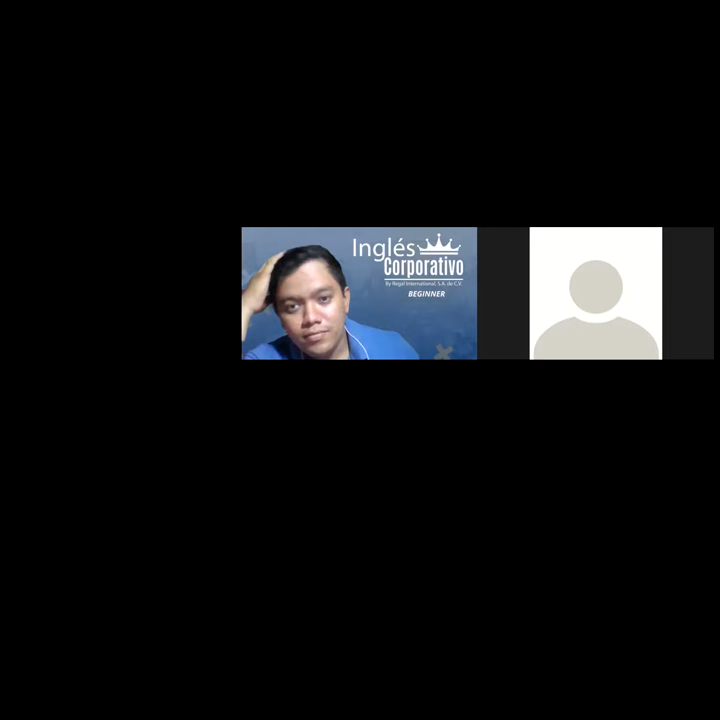 Inglés
Corporativo
By Regal International, S.A. de C.V.
BEGINNER